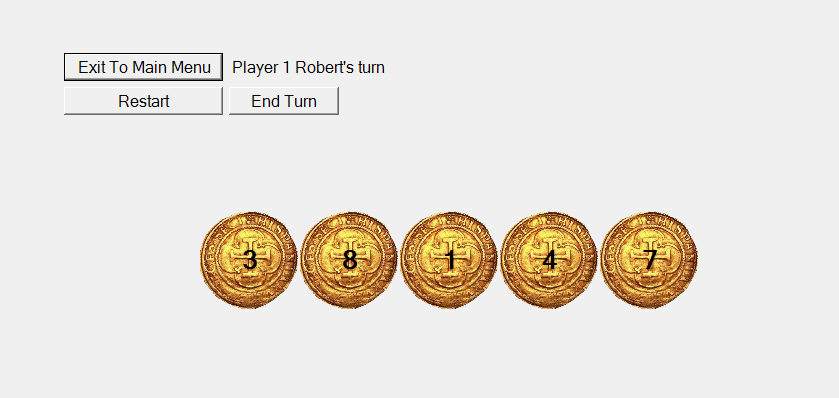 Exit To Main Menu Player 1 Robert's turn
Restart End Turn
3 8 1 4 7